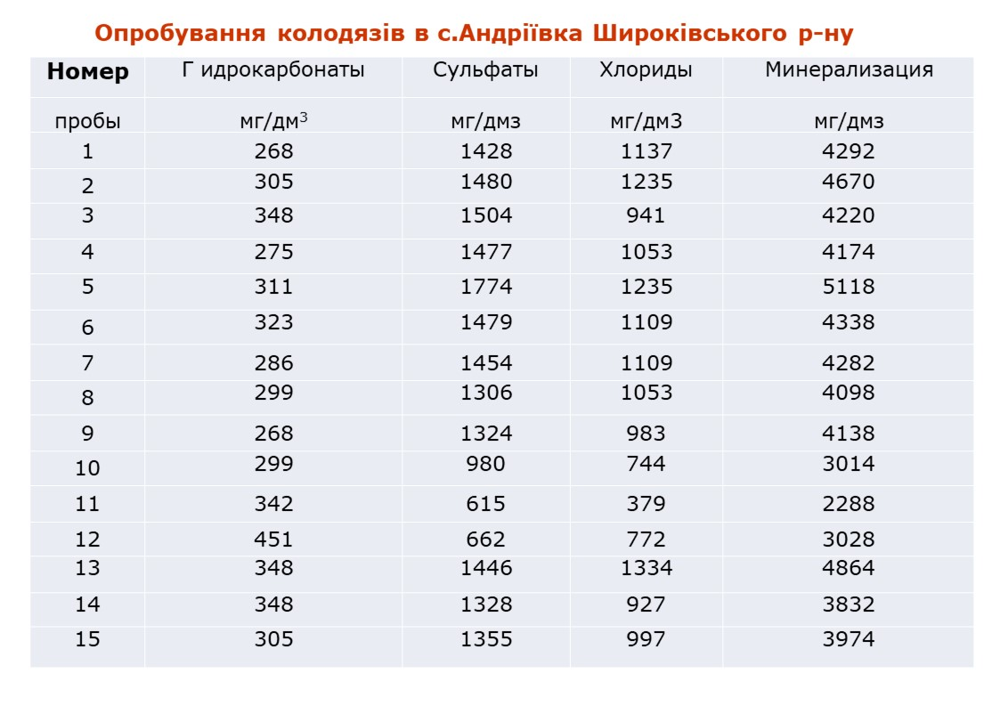 Опробування колодязів в с.Андріївка Широківського р-ну
Номер Г идрокарбонаты Сульфаты Хлориды Минерализация
пробы мг/дм³ мг/дмз мг/дм3 мг/дмз
1 268 1428 1137 4292
2 305 1480 1235 4670
3 348 1504 941 4220
4 275 1477 1053 4174
5 311 1774 1235 5118
6 323 1479 1109 4338
7 286 1454 1109 4282
8 299 1306 1053 4098
9 268 1324 983 4138
10 299 980 744 3014
11 342 615 379 2288
12 451 662 772 3028
13 348 1446 1334 4864
14 348 1328 927 3832
15 305 1355 997 3974